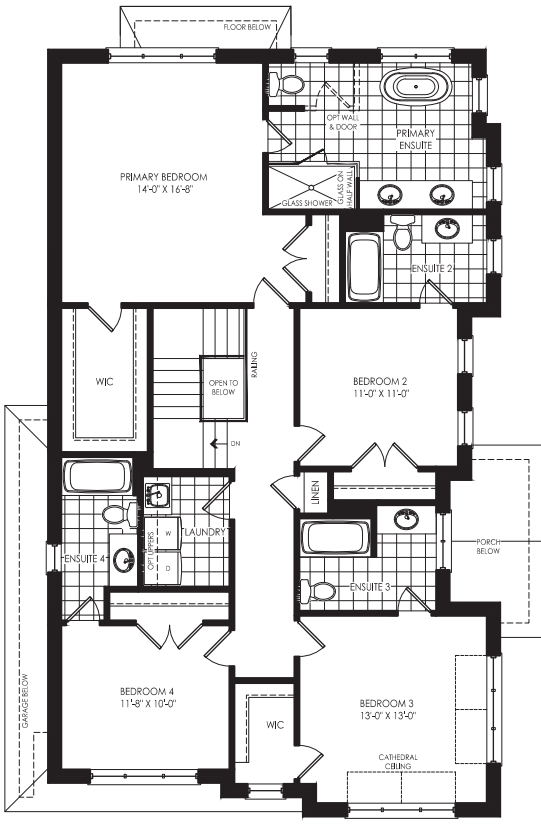 FLOOR BELOW
OPT WALL
& DOOR
PRIMARY
ENSUITE
PRIMARY BEDROOM
14'-0" X 16'-8"
GLASS SHOWER
GLASS ON
HALF WALL
ENSUITE 2
WIC
RAILING
OPEN TO
BELOW
DN
BEDROOM 2
11'-0" X 11'-0"
LINEN
LAUNDRY
OPT UPPERS
W
D
ENSUITE 4
ENSUITE 3
PORCH
BELOW
GARAGE BELOW
BEDROOM 4
11'-8" X 10'-0"
WIC
BEDROOM 3
13'-0" X 13'-0"
CATHEDRAL
CEILING